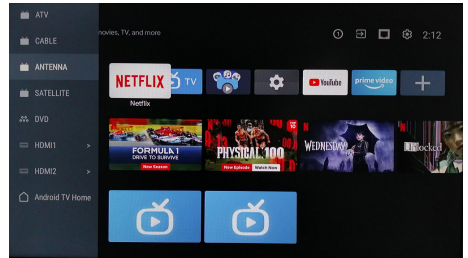 ATV
CABLE
ANTENNA
SATELLITE
DVD
HDMI1 >
HDMI2 >
Android TV Home
movies, TV, and more
2:12
NETFLIX
TV
YouTube
prime video
Netflix
FORMULA 1
DRIVE TO SURVIVE
New Season
PHYSICAL:100
New Episode Watch Now
WEDNESDAY
Unlocked